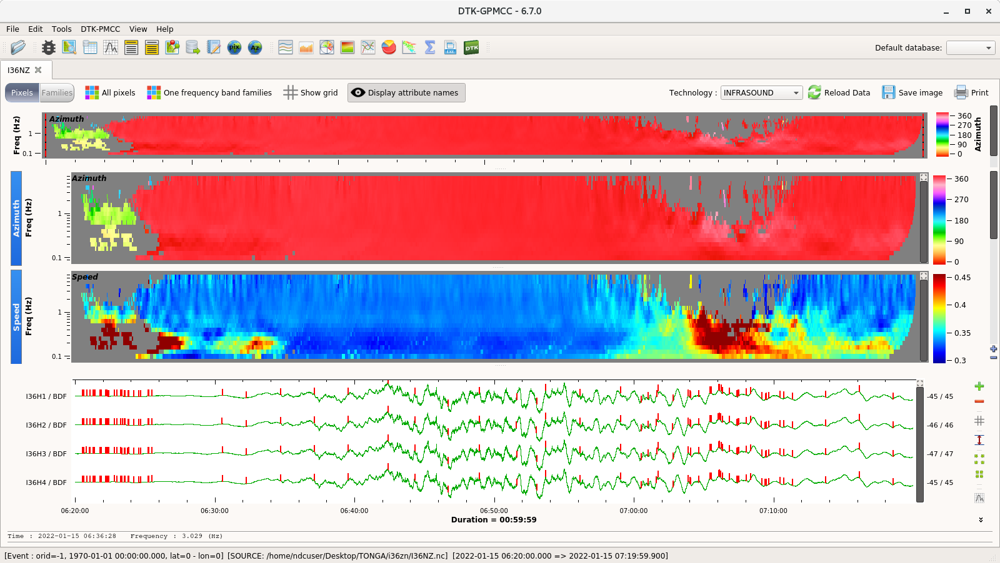 DTK-GPMCC - 6.7.0
File Edit Tools DTK-PMCC View Help
pix Az EXE DTK Default database:
I36NZ
Pixels Families All pixels One frequency band families Show grid Display attribute names Technology : INFRASOUND Reload Data Save image Print
Azimuth
Freq (Hz)
1
0.1
360
270
180
90
0
Azimuth
Azimuth
Azimuth
Freq (Hz)
1
0.1
360
270
180
90
0
Speed
Speed
Freq (Hz)
1
0.1
0.45
0.4
0.35
0.3
I36H1 / BDF -45 / 45
I36H2 / BDF -46 / 46
I36H3 / BDF -47 / 47
I36H4 / BDF -45 / 45
06:20:00 06:30:00 06:40:00 06:50:00 07:00:00 07:10:00
Duration = 00:59:59
Time : 2022-01-15 06:36:28 Frequency : 3.029 (Hz)
[Event : orid=-1, 1970-01-01 00:00:00.000, lat=0 - lon=0] [SOURCE: /home/ndcuser/Desktop/TONGA/i36zn/I36NZ.nc] [2022-01-15 06:20:00.000 => 2022-01-15 07:19:59.900]